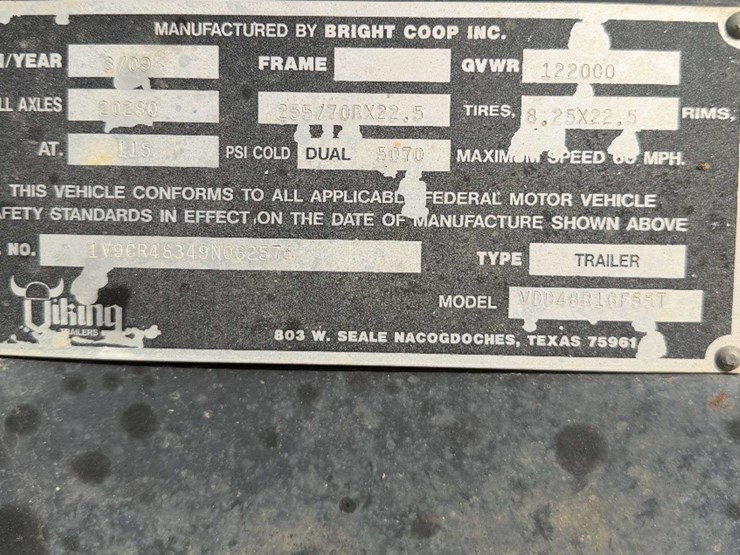 MANUFACTURED BY BRIGHT COOP INC.
/YEAR 8/09 FRAME GVWR 122000
LL AXLES 20280 255/70RX22.5 TIRES, 8.25X22.5 RIMS,
AT. 115 PSI COLD DUAL 5070 MAXIMUM SPEED 60 MPH.
THIS VEHICLE CONFORMS TO ALL APPLICABL FEDERAL MOTOR VEHICLE
AFETY STANDARDS IN EFFECT ON THE DATE OF MANUFACTURE SHOWN ABOVE
NO. TYPE TRAILER
Viking MODEL
TRAILERS
803 W. SEALE NACOGDOCHES, TEXAS 75961